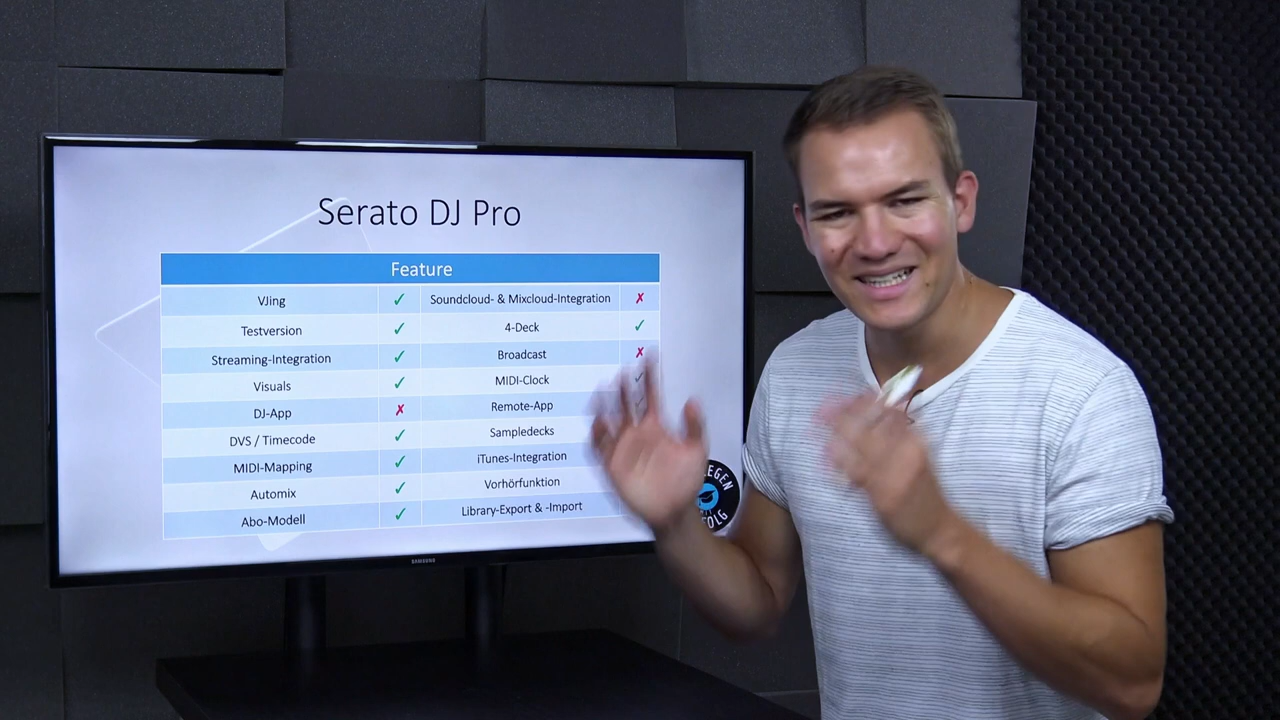 Serato DJ Pro
Feature
VJing ✓ Soundcloud- & Mixcloud-Integration ✗
Testversion ✓ 4-Deck ✓
Streaming-Integration ✓ Broadcast ✗
Visuals ✓ MIDI-Clock ✓
DJ-App ✗ Remote-App
DVS / Timecode ✓ Sampledecks
MIDI-Mapping ✓ iTunes-Integration
Automix ✓ Vorhörfunktion
Abo-Modell ✓ Library-Export & -Import
SAMSUNG